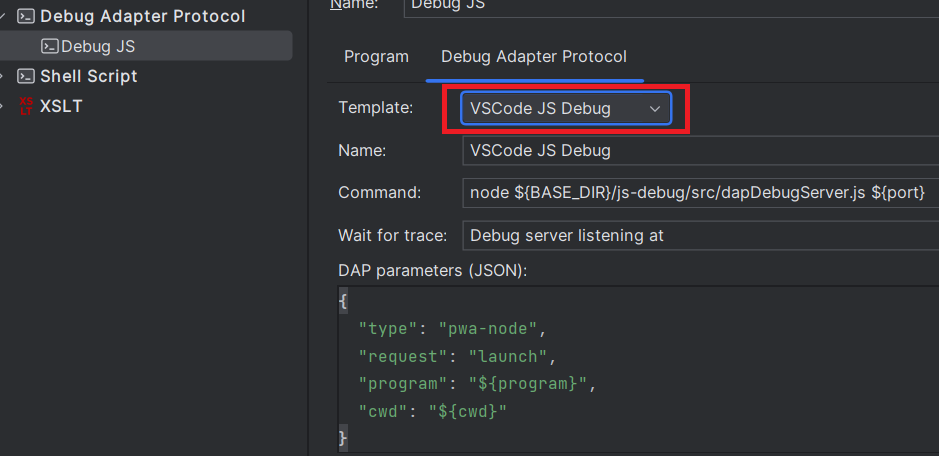 Name: Debug JS
Debug Adapter Protocol
Debug JS
Shell Script
XSLT
Program Debug Adapter Protocol
Template: VSCode JS Debug
Name: VSCode JS Debug
Command: node ${BASE_DIR}/js-debug/src/dapDebugServer.js ${port}
Wait for trace: Debug server listening at
DAP parameters (JSON):
{
"type": "pwa-node",
"request": "launch",
"program": "${program}",
"cwd": "${cwd}"
}